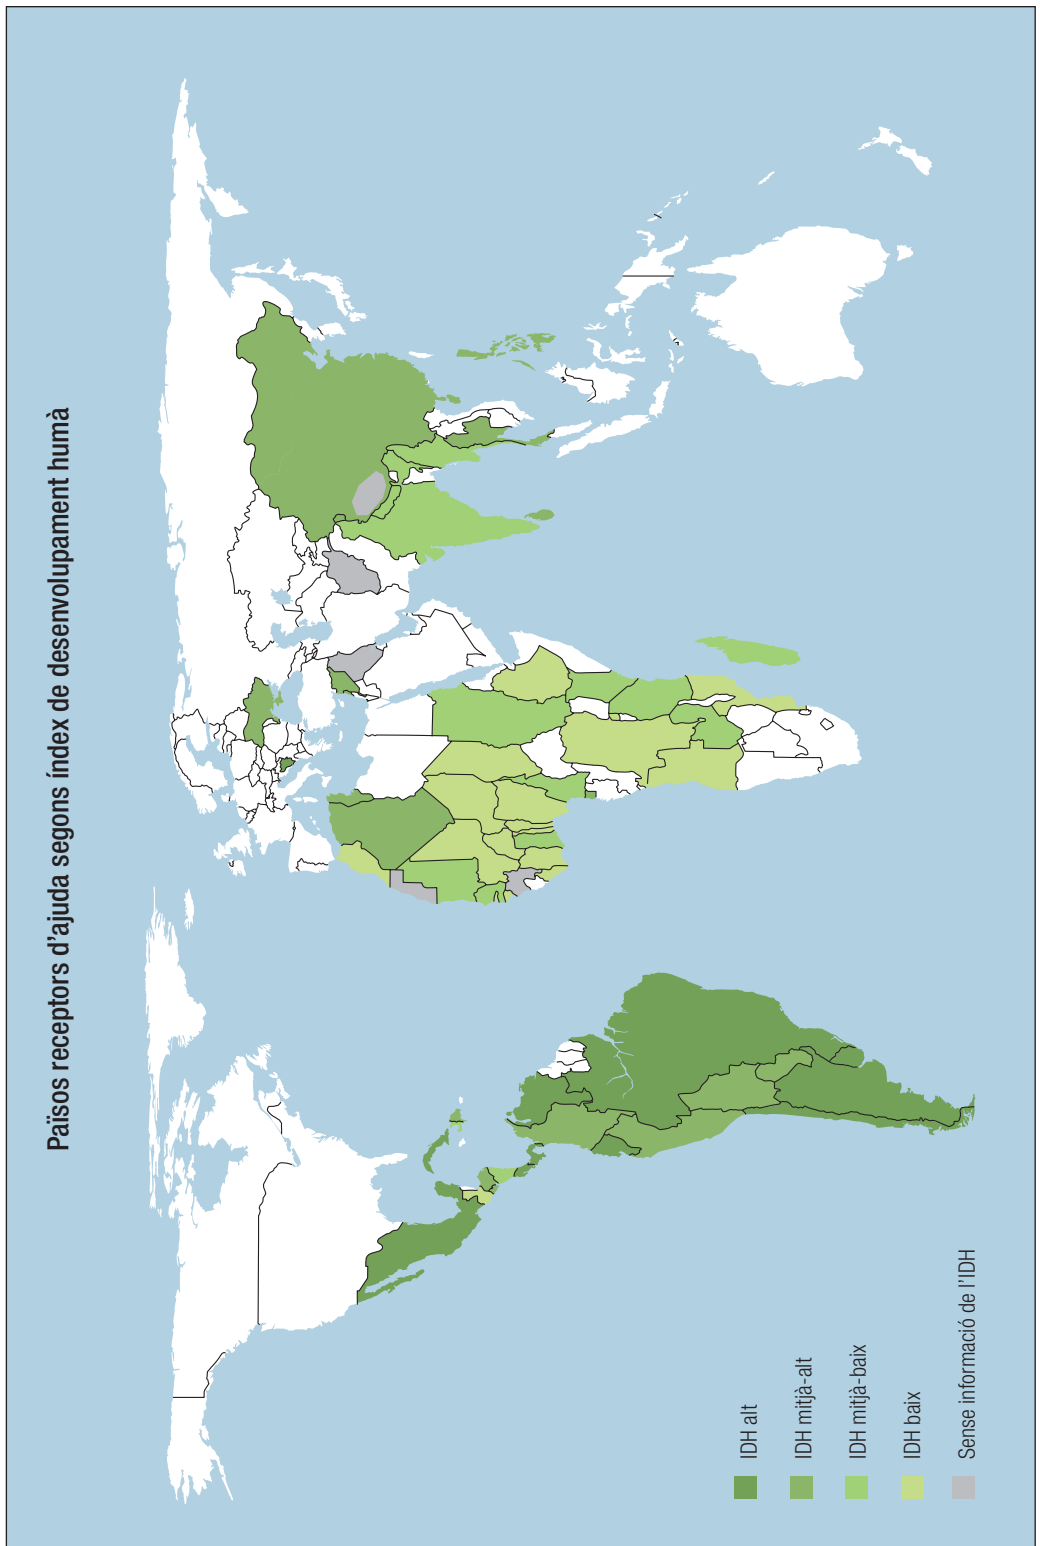 Països receptors d'ajuda segons índex de desenvolupament humà
IDH alt
IDH mitjà-alt
IDH mitjà-baix
IDH baix
Sense informació de l'IDH